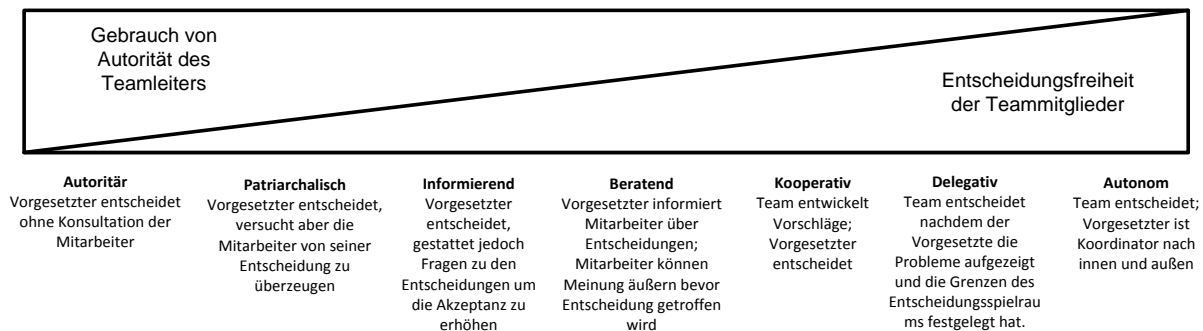 Gebrauch von
Autorität des
Teamleiters
Entscheidungsfreiheit
der Teammitglieder
Autoritär
Vorgesetzter entscheidet
ohne Konsultation der
Mitarbeiter
Patriarchalisch
Vorgesetzter entscheidet,
versucht aber die
Mitarbeiter von seiner
Entscheidung zu
überzeugen
Informierend
Vorgesetzter
entscheidet,
gestattet jedoch
Fragen zu den
Entscheidungen um
die Akzeptanz zu
erhöhen
Beratend
Vorgesetzter informiert
Mitarbeiter über
Entscheidungen;
Mitarbeiter können
Meinung äußern bevor
Entscheidung getroffen
wird
Kooperativ
Team entwickelt
Vorschläge;
Vorgesetzter
entscheidet
Delegativ
Team entscheidet
nachdem der
Vorgesetzte die
Probleme aufgezeigt
und die Grenzen des
Entscheidungsspielrau
ms festgelegt hat.
Autonom
Team entscheidet;
Vorgesetzter ist
Koordinator nach
innen und außen